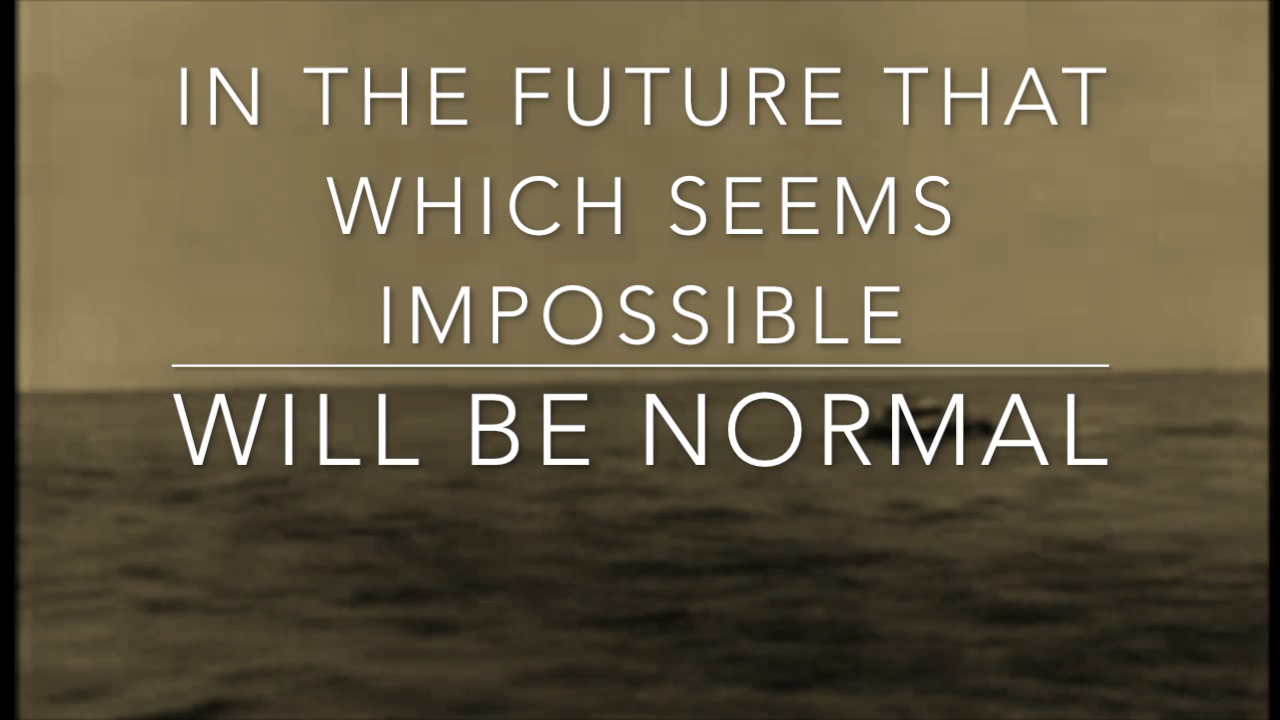 IN THE FUTURE THAT
WHICH SEEMS
IMPOSSIBLE
WILL BE NORMAL